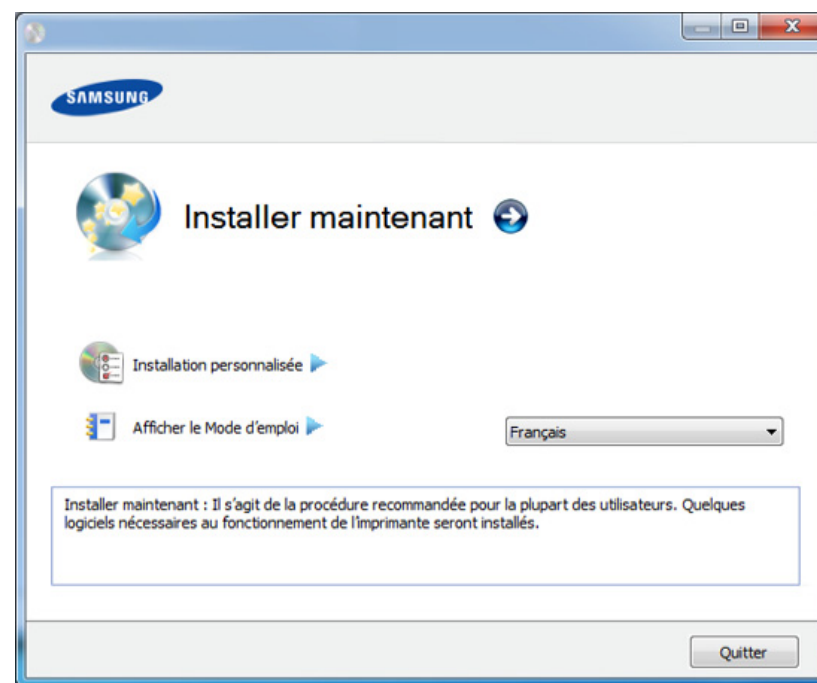 SAMSUNG
Installer maintenant
Installation personnalisée
Afficher le Mode d'emploi
Français
Installer maintenant : Il s'agit de la procédure recommandée pour la plupart des utilisateurs. Quelques
logiciels nécessaires au fonctionnement de l'imprimante seront installés.
Quitter